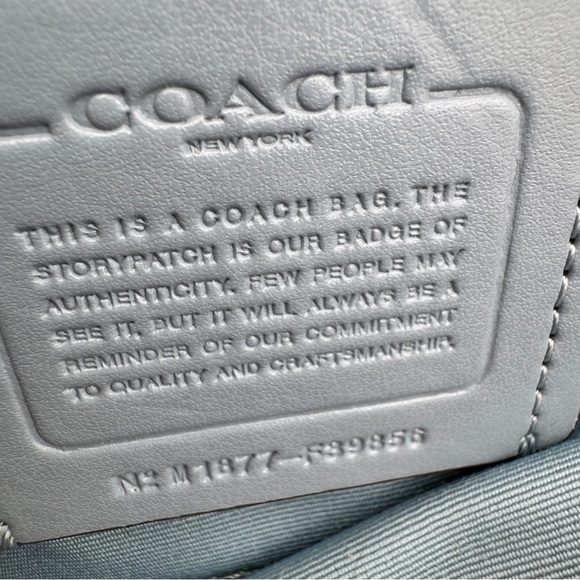 COACH
NEW YORK
THIS IS A COACH BAG. THE
STORYPATCH IS OUR BADGE OF
AUTHENTICITY. FEW PEOPLE MAY
SEE IT, BUT IT WILL ALWAYS BE A
REMINDER OF OUR COMMITMENT
TO QUALITY AND CRAFTSMANSHIP.
Nº M1877-F39856